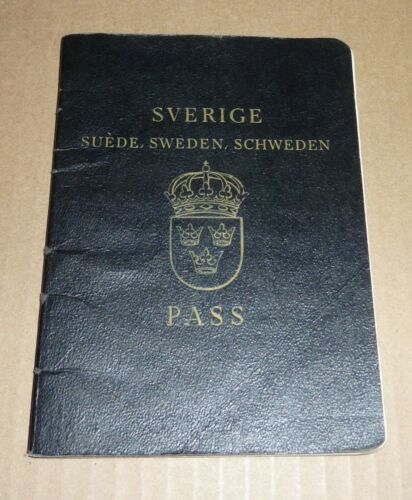 SVERIGE
SUÈDE, SWEDEN, SCHWEDEN
PASS